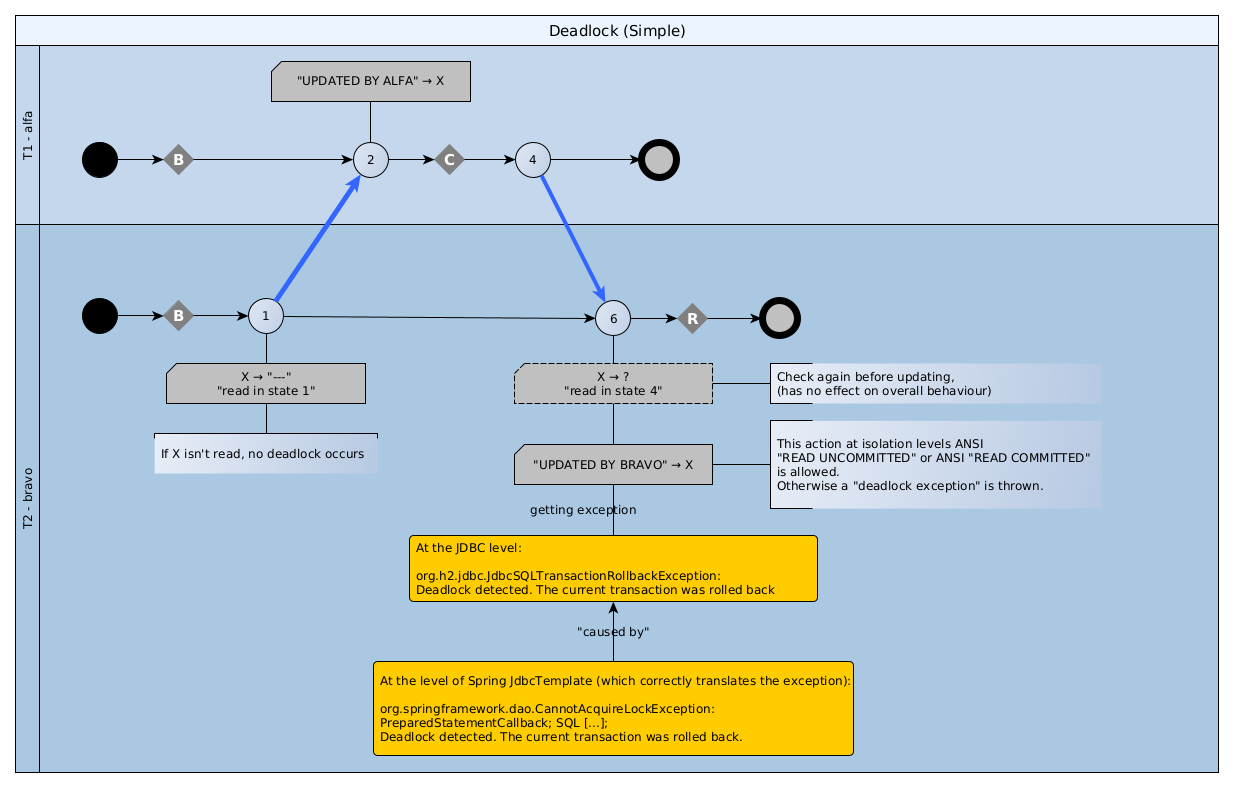 Deadlock (Simple)
T1 - alfa
"UPDATED BY ALFA" → X
B
2
C
4
T2 - bravo
B
1
6
R
X → "---"
"read in state 1"
If X isn't read, no deadlock occurs
X → ?
"read in state 4"
Check again before updating,
(has no effect on overall behaviour)
"UPDATED BY BRAVO" → X
This action at isolation levels ANSI
"READ UNCOMMITTED" or ANSI "READ COMMITTED"
is allowed.
Otherwise a "deadlock exception" is thrown.
getting exception
At the JDBC level:
org.h2.jdbc.JdbcSQLTransactionRollbackException:
Deadlock detected. The current transaction was rolled back
"caused by"
At the level of Spring JdbcTemplate (which correctly translates the exception):
org.springframework.dao.CannotAcquireLockException:
PreparedStatementCallback; SQL [...];
Deadlock detected. The current transaction was rolled back.